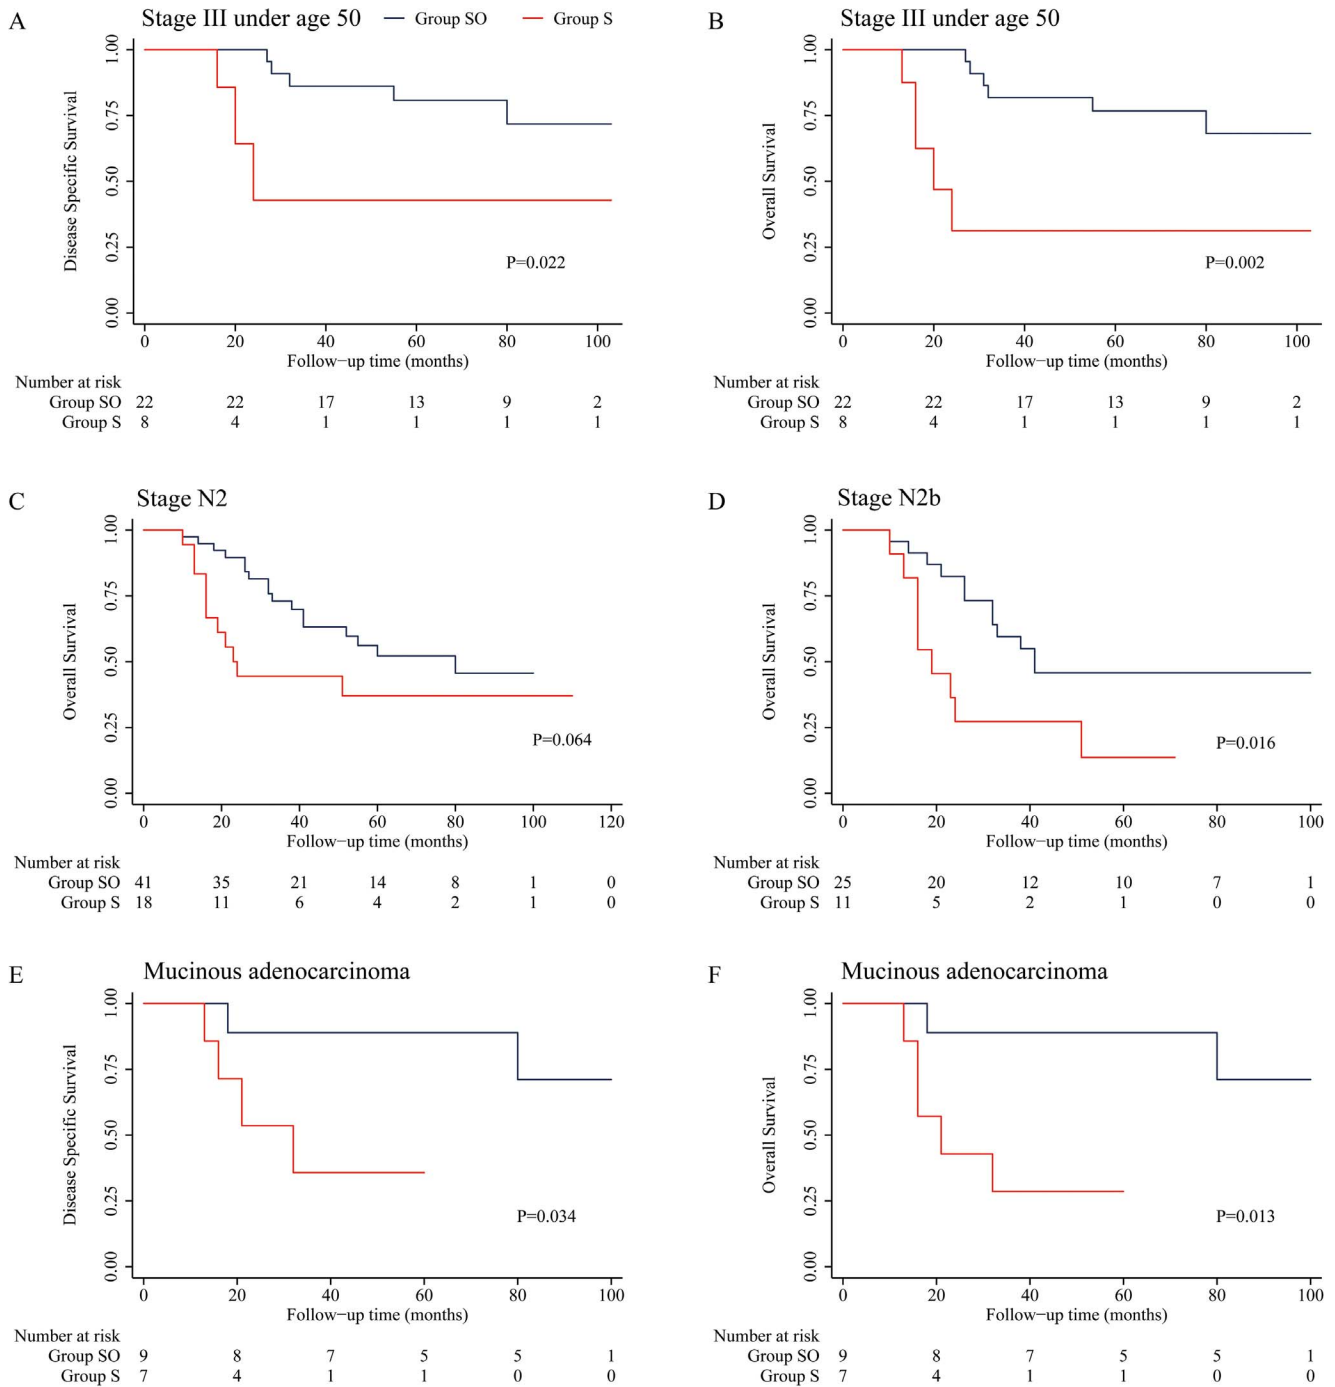 A
Stage III under age 50
Group SO
Group S
Disease Specific Survival
1.00
0.75
0.50
0.25
0.00
P=0.022
0 20 40 60 80 100
Follow−up time (months)
Number at risk
Group SO 22 22 17 13 9 2
Group S 8 4 1 1 1 1
B
Stage III under age 50
Overall Survival
1.00
0.75
0.50
0.25
0.00
P=0.002
0 20 40 60 80 100
Follow−up time (months)
Number at risk
Group SO 22 22 17 13 9 2
Group S 8 4 1 1 1 1
C
Stage N2
Overall Survival
1.00
0.75
0.50
0.25
0.00
P=0.064
0 20 40 60 80 100 120
Follow−up time (months)
Number at risk
Group SO 41 35 21 14 8 1 0
Group S 18 11 6 4 2 1 0
D
Stage N2b
Overall Survival
1.00
0.75
0.50
0.25
0.00
P=0.016
0 20 40 60 80 100
Follow−up time (months)
Number at risk
Group SO 25 20 12 10 7 1
Group S 11 5 2 1 0 0
E
Mucinous adenocarcinoma
Disease Specific Survival
1.00
0.75
0.50
0.25
0.00
P=0.034
0 20 40 60 80 100
Follow−up time (months)
Number at risk
Group SO 9 8 7 5 5 1
Group S 7 4 1 1 0 0
F
Mucinous adenocarcinoma
Overall Survival
1.00
0.75
0.50
0.25
0.00
P=0.013
0 20 40 60 80 100
Follow−up time (months)
Number at risk
Group SO 9 8 7 5 5 1
Group S 7 4 1 1 0 0